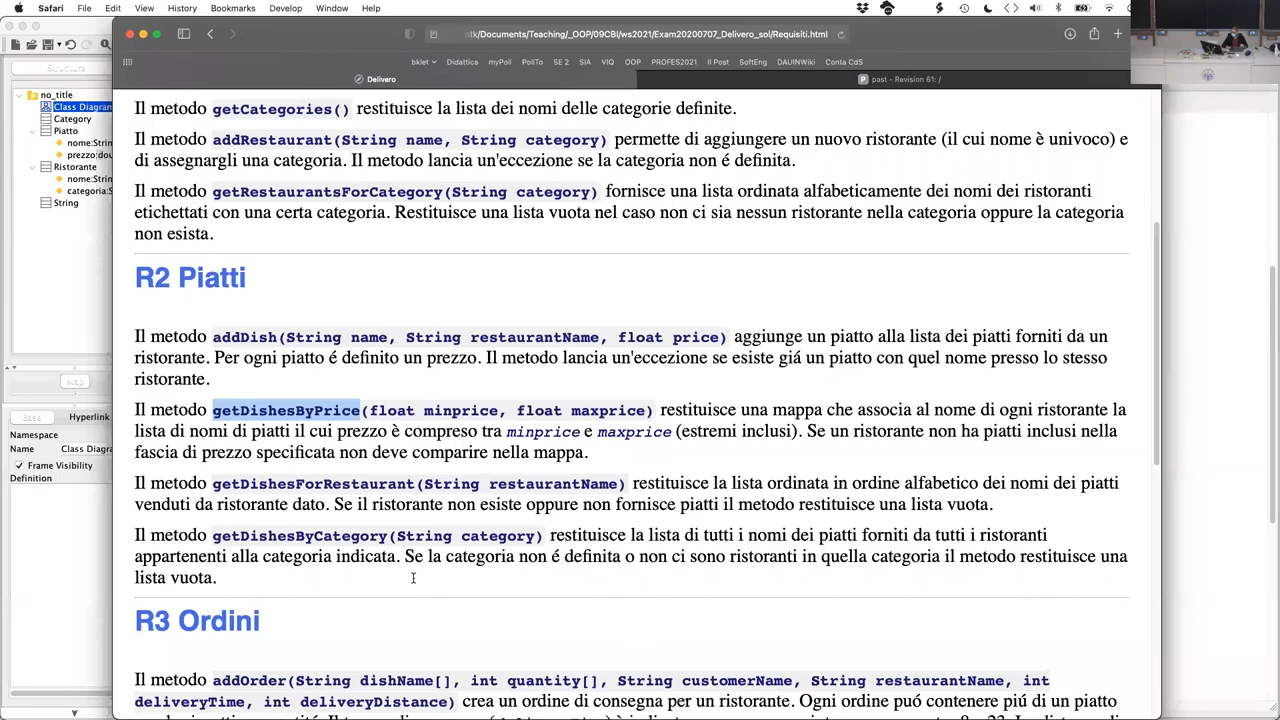 Safari File Edit View History Bookmarks Develop Window Help
atk/Documents/Teaching/_OOP/09CBI/ws2021/Exam20200707_Delivero_sol/Requisiti.html
bklet Didattica myPoli PoliTo SE 2 SIA VIQ OOP PROFES2021 Il Post SoftEng DAUINWiki Conta CdS
Delivero
past - Revision 61: /
Struttura
no_title
Class Diagram
Category
Piatto
nome:Strin
prezzo:dou
Ristorante
nome:Strin
categoria:S
String
Map
Base Hyperlink
Namespace
Name Class Diagra
Frame Visibility
Definition
Il metodo getCategories() restituisce la lista dei nomi delle categorie definite.
Il metodo addRestaurant(String name, String category) permette di aggiungere un nuovo ristorante (il cui nome è univoco) e
di assegnargli una categoria. Il metodo lancia un'eccezione se la categoria non é definita.
Il metodo getRestaurantsForCategory(String category) fornisce una lista ordinata alfabeticamente dei nomi dei ristoranti
etichettati con una certa categoria. Restituisce una lista vuota nel caso non ci sia nessun ristorante nella categoria oppure la categoria
non esista.
R2 Piatti
Il metodo addDish(String name, String restaurantName, float price) aggiunge un piatto alla lista dei piatti forniti da un
ristorante. Per ogni piatto é definito un prezzo. Il metodo lancia un'eccezione se esiste giá un piatto con quel nome presso lo stesso
ristorante.
Il metodo getDishesByPrice(float minprice, float maxprice) restituisce una mappa che associa al nome di ogni ristorante la
lista di nomi di piatti il cui prezzo è compreso tra minprice e maxprice (estremi inclusi). Se un ristorante non ha piatti inclusi nella
fascia di prezzo specificata non deve comparire nella mappa.
Il metodo getDishesForRestaurant(String restaurantName) restituisce la lista ordinata in ordine alfabetico dei nomi dei piatti
venduti da ristorante dato. Se il ristorante non esiste oppure non fornisce piatti il metodo restituisce una lista vuota.
Il metodo getDishesByCategory(String category) restituisce la lista di tutti i nomi dei piatti forniti da tutti i ristoranti
appartenenti alla categoria indicata. Se la categoria non é definita o non ci sono ristoranti in quella categoria il metodo restituisce una
lista vuota.
R3 Ordini
Il metodo addOrder(String dishName[], int quantity[], String customerName, String restaurantName, int
deliveryTime, int deliveryDistance) crea un ordine di consegna per un ristorante. Ogni ordine puó contenere piú di un piatto